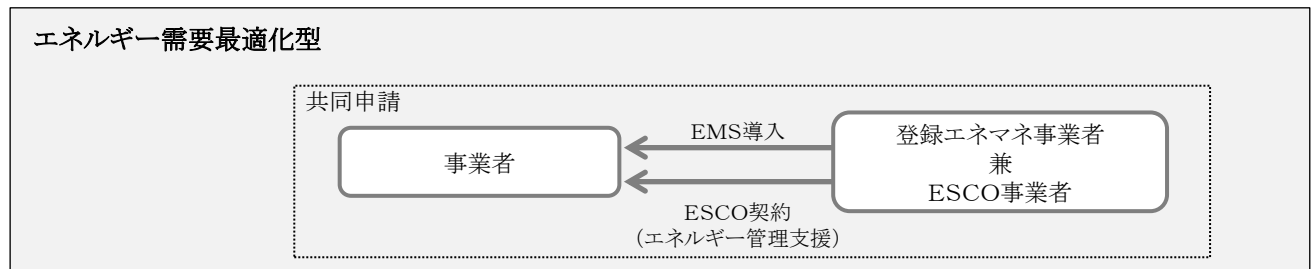 エネルギー需要最適化型
共同申請
事業者
EMS導入
登録エネマネ事業者
兼
ESCO事業者
ESCO契約
（エネルギー管理支援）